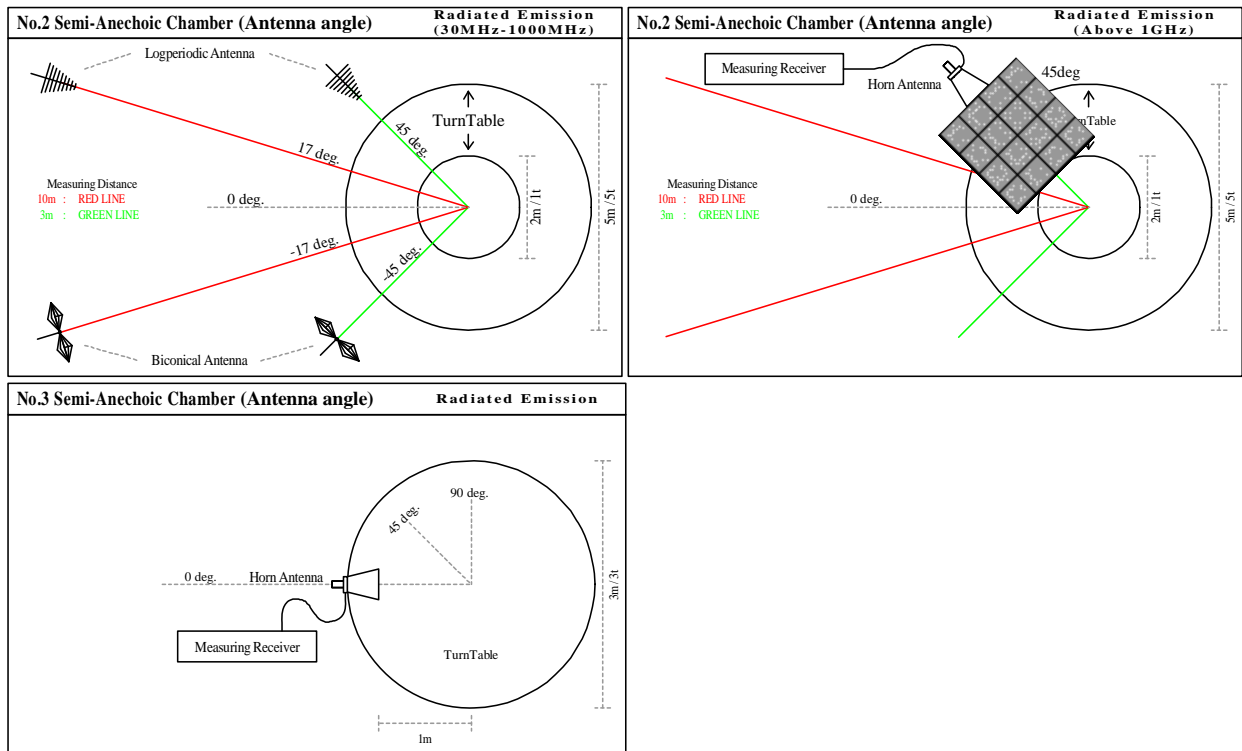 No.2 Semi-Anechoic Chamber (Antenna angle)
Radiated Emission
(30MHz-1000MHz)
Logperiodic Antenna
TurnTable
45 deg.
17 deg.
Measuring Distance
10m : RED LINE
3m : GREEN LINE
0 deg.
2m / 1t
5m / 5t
-17 deg.
-45 deg.
Biconical Antenna
No.2 Semi-Anechoic Chamber (Antenna angle)
Radiated Emission
(Above 1GHz)
Measuring Receiver
Horn Antenna
45deg
nTable
Measuring Distance
10m : RED LINE
3m : GREEN LINE
0 deg.
2m / 1t
5m / 5t
No.3 Semi-Anechoic Chamber (Antenna angle)
Radiated Emission
90 deg.
45 deg.
0 deg.
Horn Antenna
3m / 3t
Measuring Receiver
TurnTable
1m